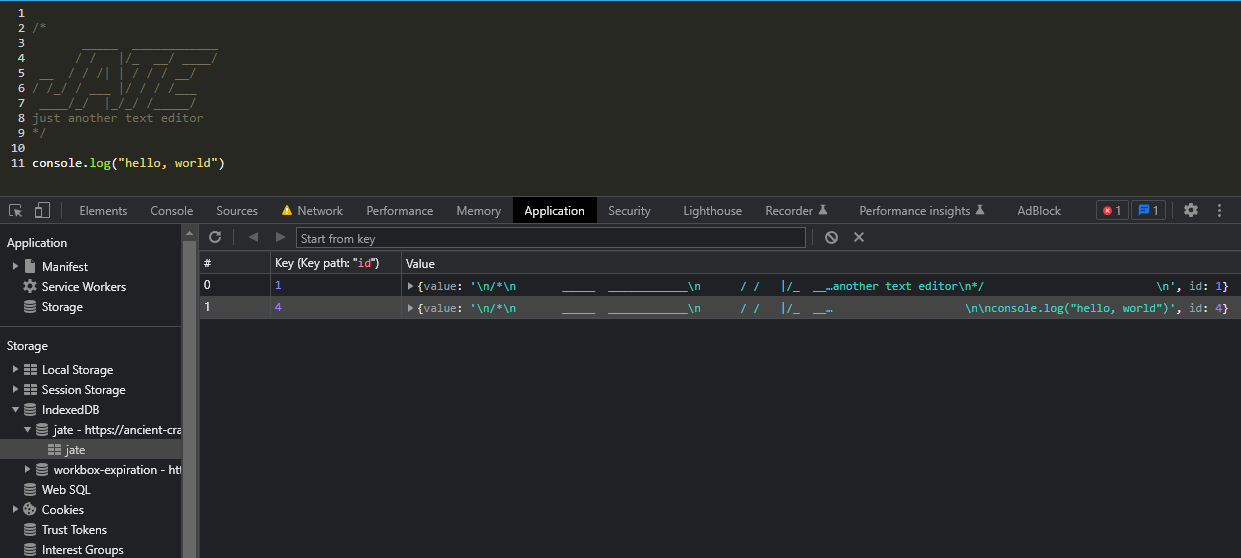 1
2 /*
3        _____  ____________
4       / /   |/_  __/ ____/
5  __  / / /| | / / / __/
6 / /_/ / ___ |/ / / /___
7  ____/_/  |_/_/ /_____/
8 just another text editor
9 */
10
11 console.log("hello, world")
Elements Console Sources Network Performance Memory Application Security Lighthouse Recorder Performance insights AdBlock 1 1
Application
Manifest
Service Workers
Storage
Storage
Local Storage
Session Storage
IndexedDB
jate - https://ancient-cra
jate
workbox-expiration - htt
Web SQL
Cookies
Trust Tokens
Interest Groups
Start from key
# Key (Key path: "id") Value
0 1 {value: '\n/*\n       _____  ____________\n      / /   |/_  __…another text editor\n*/          \n', id: 1}
1 4 {value: '\n/*\n       _____  ____________\n      / /   |/_  __…          \n\nconsole.log("hello, world")', id: 4}